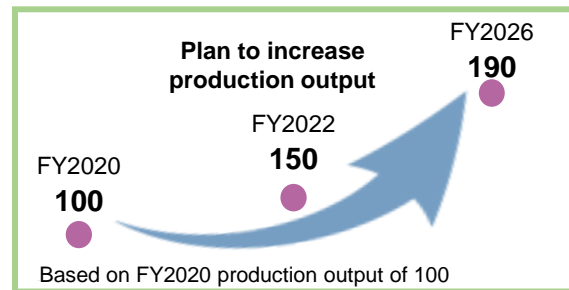 Plan to increase
production output
FY2020
100
FY2022
150
FY2026
190
Based on FY2020 production output of 100